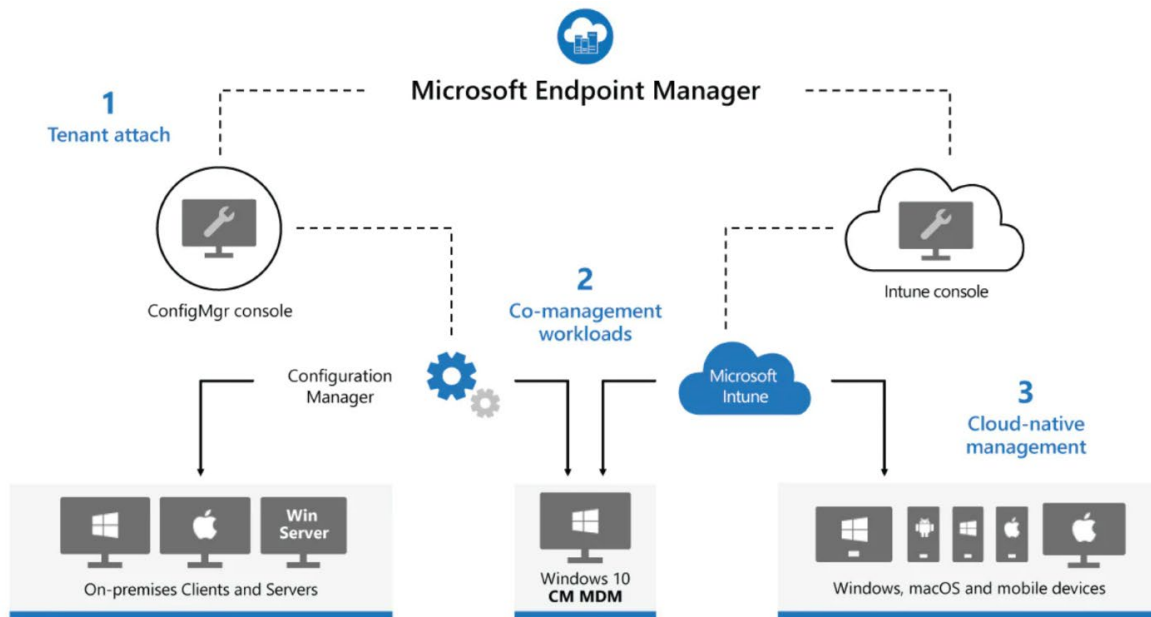 Microsoft Endpoint Manager
1
Tenant attach
ConfigMgr console
Intune console
2
Co-management
workloads
Configuration
Manager
Microsoft
Intune
3
Cloud-native
management
Win
Server
On-premises Clients and Servers
Windows 10
CM MDM
Windows, macOS and mobile devices